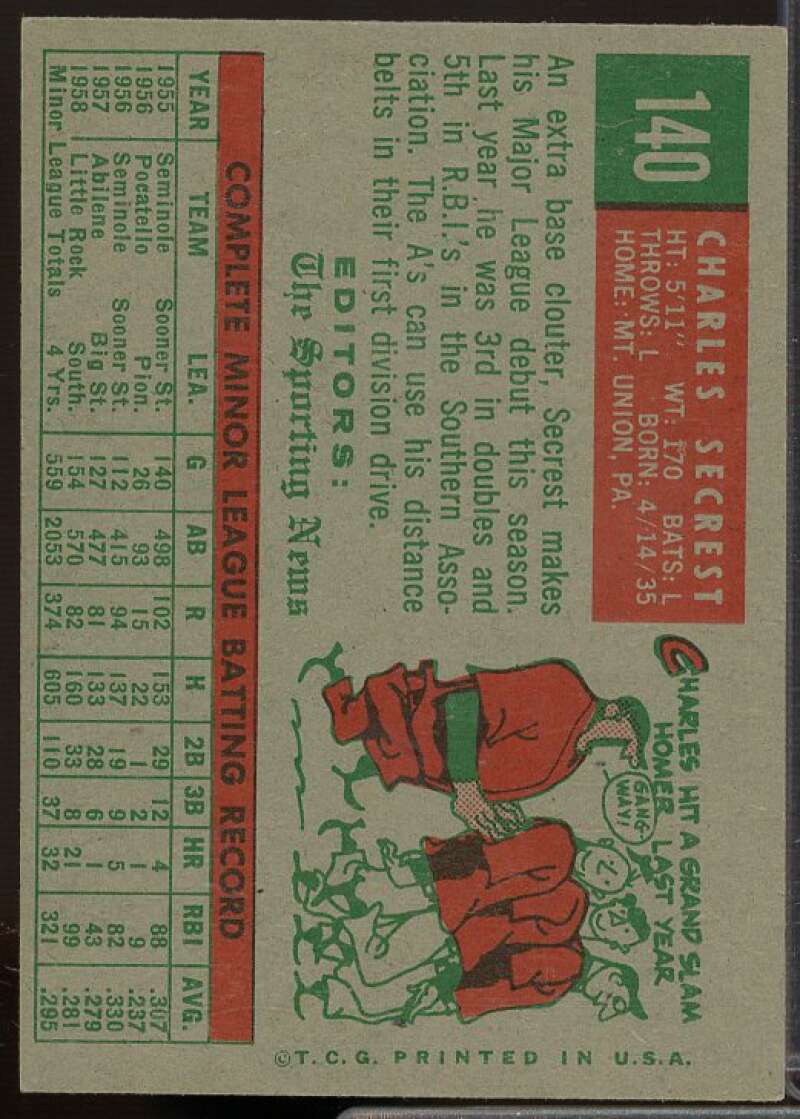 140
CHARLES SECREST
HT: 5'11" WT: 170 BATS: L
THROWS: L BORN: 4/14/35
HOME: MT. UNION, PA.
An extra base clouter, Secrest makes
his Major League debut this season.
Last year he was 3rd in doubles and
5th in R.B.I.'s in the Southern Asso-
ciation. The A's can use his distance
belts in their first division drive.
EDITORS:
The Sporting News
CHARLES HIT A GRAND SLAM
HOMER LAST YEAR
GANG-
WAY!
COMPLETE MINOR LEAGUE BATTING RECORD
YEAR TEAM LEA. G AB R H 2B 3B HR RBI AVG.
1955 Seminole Sooner St. 140 498 102 153 29 12 4 88 .307
1956 Pocatello Pion. 26 93 15 22 1 2 1 9 .237
1956 Seminole Sooner St. 112 415 94 137 19 9 5 82 .330
1957 Abilene Big St. 127 477 81 133 28 6 1 43 .279
1958 Little Rock South. 154 570 82 160 33 8 21 99 .281
Minor League Totals 4 Yrs. 559 2053 374 605 110 37 32 321 .295
©T.C.G. PRINTED IN U.S.A.